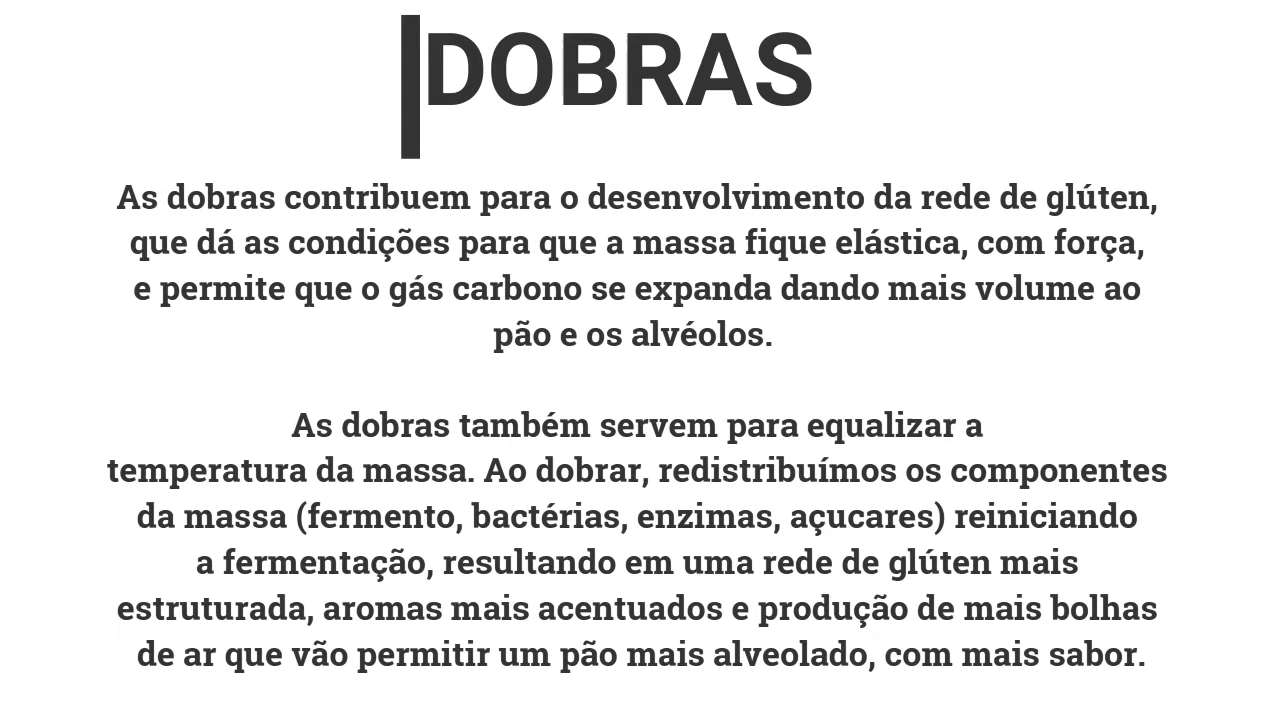 DOBRAS
As dobras contribuem para o desenvolvimento da rede de glúten,
que dá as condições para que a massa fique elástica, com força,
e permite que o gás carbono se expanda dando mais volume ao
pão e os alvéolos.
As dobras também servem para equalizar a
temperatura da massa. Ao dobrar, redistribuímos os componentes
da massa (fermento, bactérias, enzimas, açucares) reiniciando
a fermentação, resultando em uma rede de glúten mais
estruturada, aromas mais acentuados e produção de mais bolhas
de ar que vão permitir um pão mais alveolado, com mais sabor.